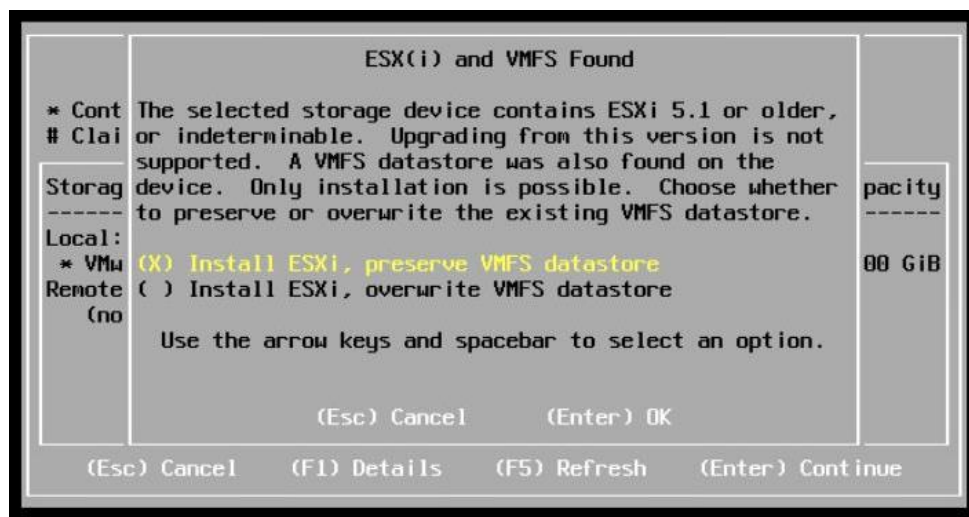 ESX(i) and VMFS Found
* Cont The selected storage device contains ESXi 5.1 or older,
# Clai or indeterminable. Upgrading from this version is not
supported. A VMFS datastore was also found on the
Storag device. Only installation is possible. Choose whether pacity
------ to preserve or overwrite the existing VMFS datastore. ------
Local:
* VMw (X) Install ESXi, preserve VMFS datastore 00 GiB
Remote ( ) Install ESXi, overwrite VMFS datastore
(no
Use the arrow keys and spacebar to select an option.
(Esc) Cancel (Enter) OK
(Esc) Cancel (F1) Details (F5) Refresh (Enter) Continue